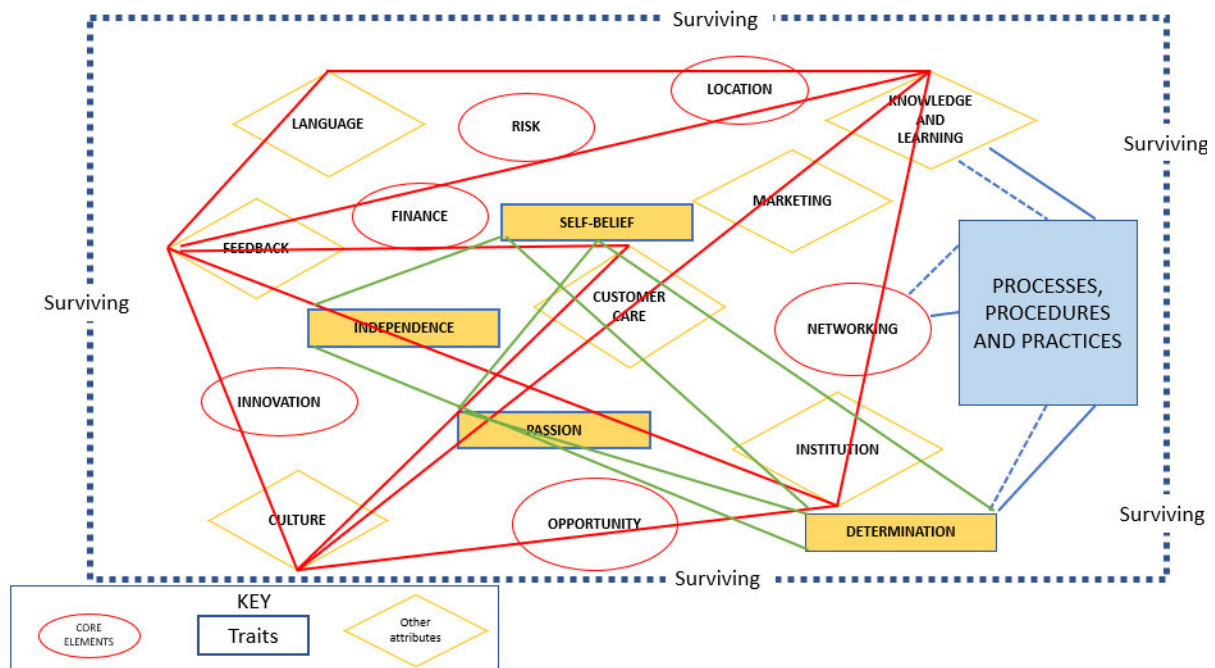 Surviving
LOCATION
KNOWLEDGE
AND
LEARNING
LANGUAGE
RISK
Surviving
MARKETING
FINANCE
SELF-BELIEF
FEEDBACK
Surviving
CUSTOMER
CARE
PROCESSES,
PROCEDURES
AND PRACTICES
INDEPENDENCE
NETWORKING
INNOVATION
PASSION
INSTITUTION
CULTURE
OPPORTUNITY
DETERMINATION
Surviving
Surviving
KEY
CORE
ELEMENTS
Traits
Other
attributes